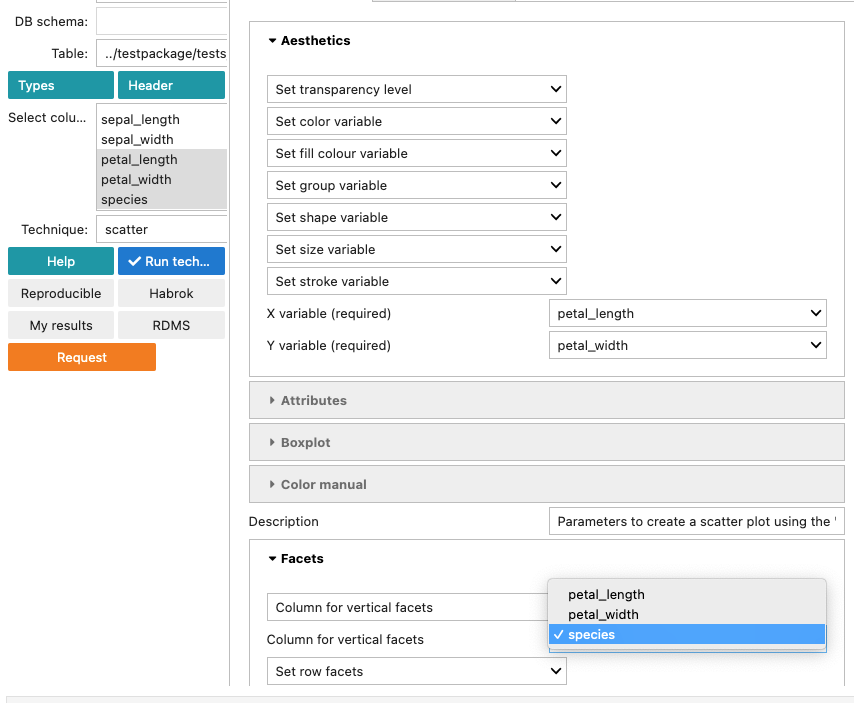 DB schema:
Table: ../testpackage/tests
Types Header
Select colu... sepal_length
sepal_width
petal_length
petal_width
species
Technique: scatter
Help Run tech...
Reproducible Habrok
My results RDMS
Request
Aesthetics
Set transparency level
Set color variable
Set fill colour variable
Set group variable
Set shape variable
Set size variable
Set stroke variable
X variable (required) petal_length
Y variable (required) petal_width
Attributes
Boxplot
Color manual
Description Parameters to create a scatter plot using the '
Facets
Column for vertical facets
petal_length
petal_width
Column for vertical facets species
Set row facets